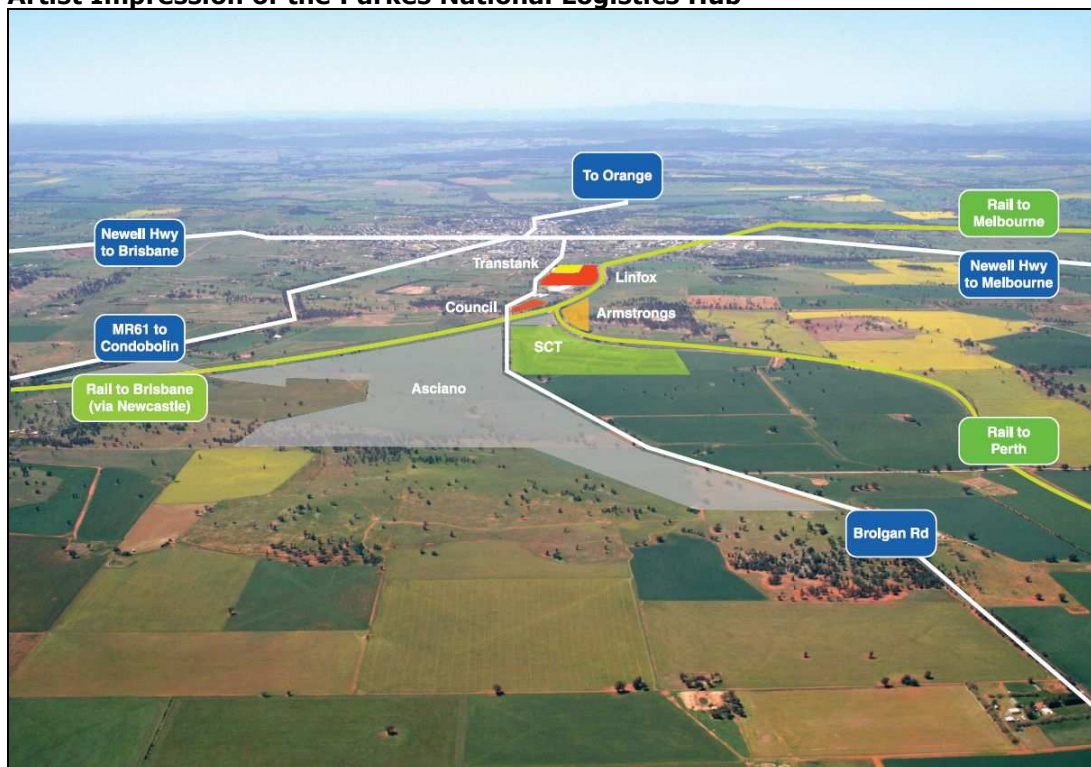 Artist Impression of the Parkes National Logistics Hub
To Orange
Rail to
Melbourne
Newell Hwy
to Brisbane
Transtank
Linfox
Newell Hwy
to Melbourne
Council
Armstrongs
MR61 to
Condobolin
SCT
Rail to Brisbane
(via Newcastle)
Asciano
Rail to
Perth
Brolgan Rd